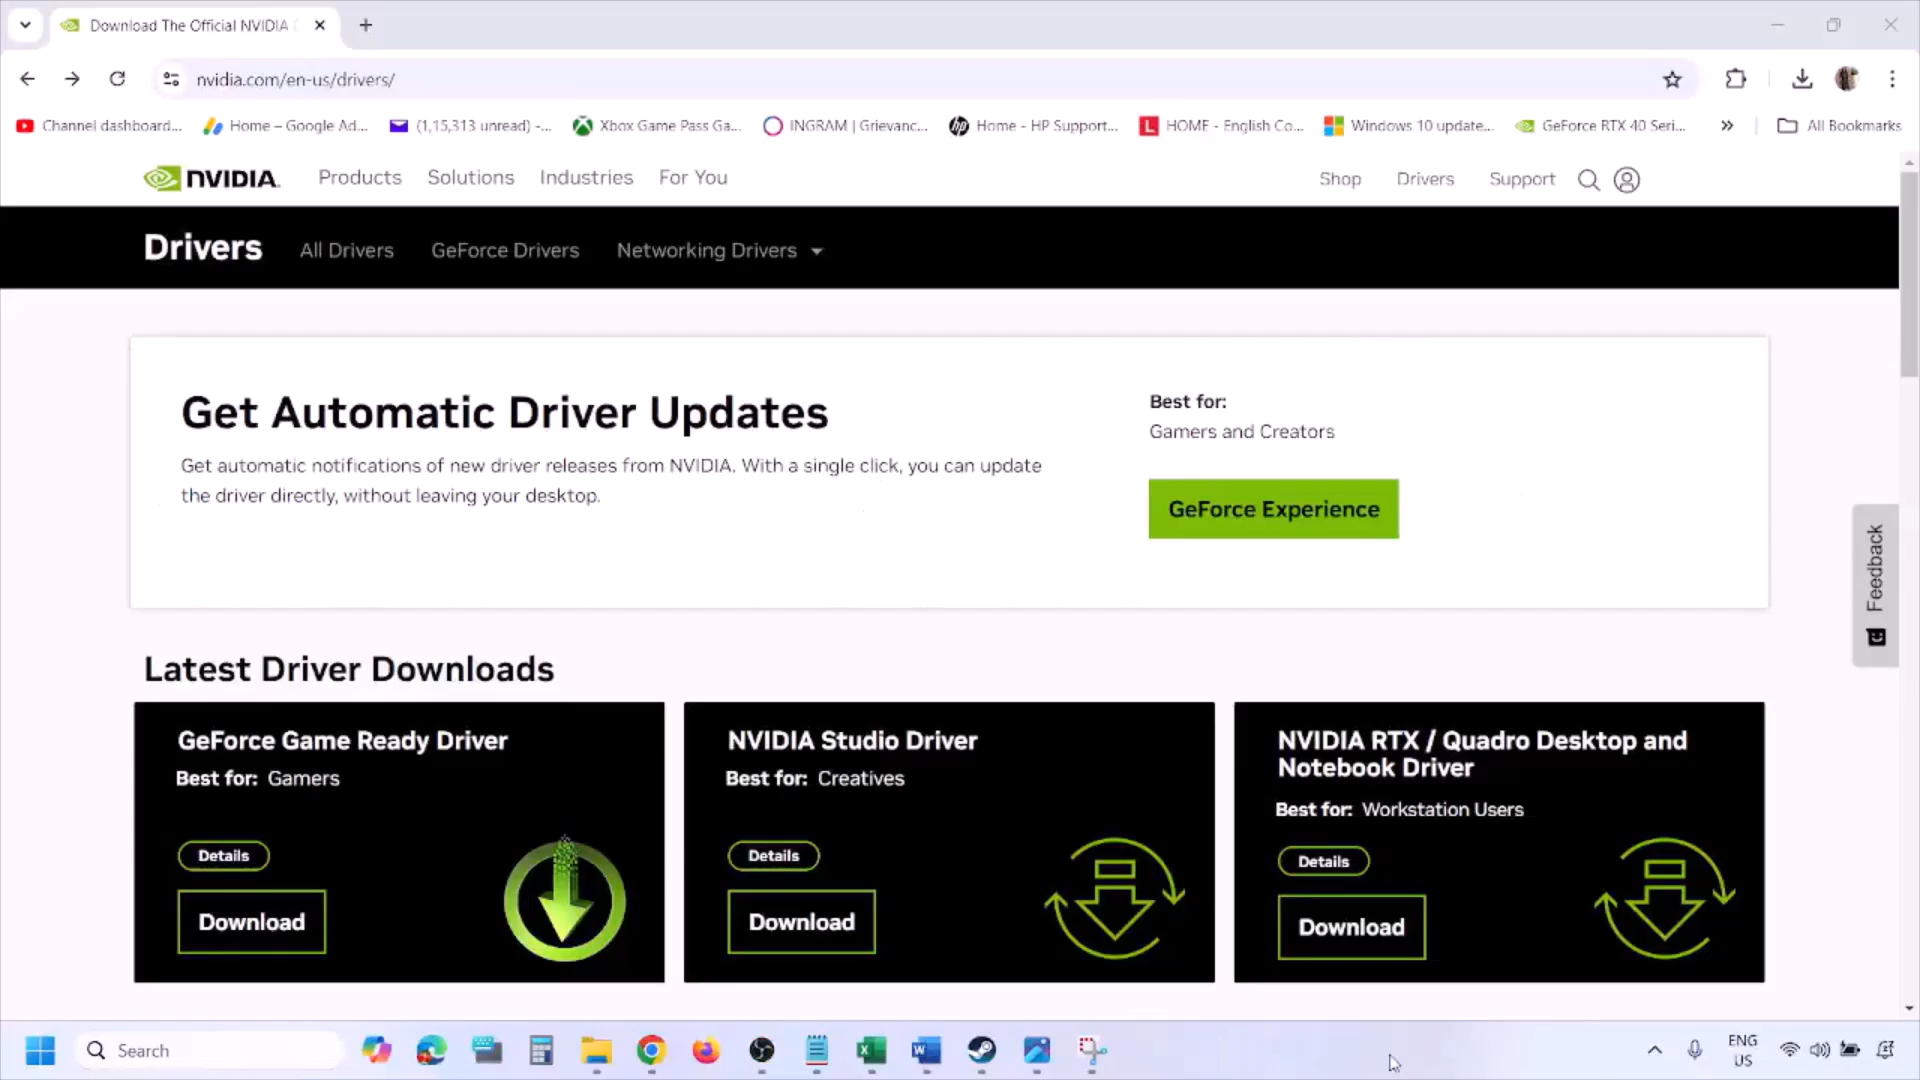 Download The Official NVIDIA
nvidia.com/en-us/drivers/
Channel dashboard...
Home – Google Ad...
(1,15,313 unread) -...
Xbox Game Pass Ga...
INGRAM | Grievanc...
Home - HP Support...
HOME - English Co...
Windows 10 update...
GeForce RTX 40 Seri...
All Bookmarks
NVIDIA.
Products
Solutions
Industries
For You
Shop
Drivers
Support
Drivers
All Drivers
GeForce Drivers
Networking Drivers
Get Automatic Driver Updates
Get automatic notifications of new driver releases from NVIDIA. With a single click, you can update
the driver directly, without leaving your desktop.
Best for:
Gamers and Creators
GeForce Experience
Feedback
Latest Driver Downloads
GeForce Game Ready Driver
Best for: Gamers
Details
Download
NVIDIA Studio Driver
Best for: Creatives
Details
Download
NVIDIA RTX / Quadro Desktop and
Notebook Driver
Best for: Workstation Users
Details
Download
Search
ENG
US